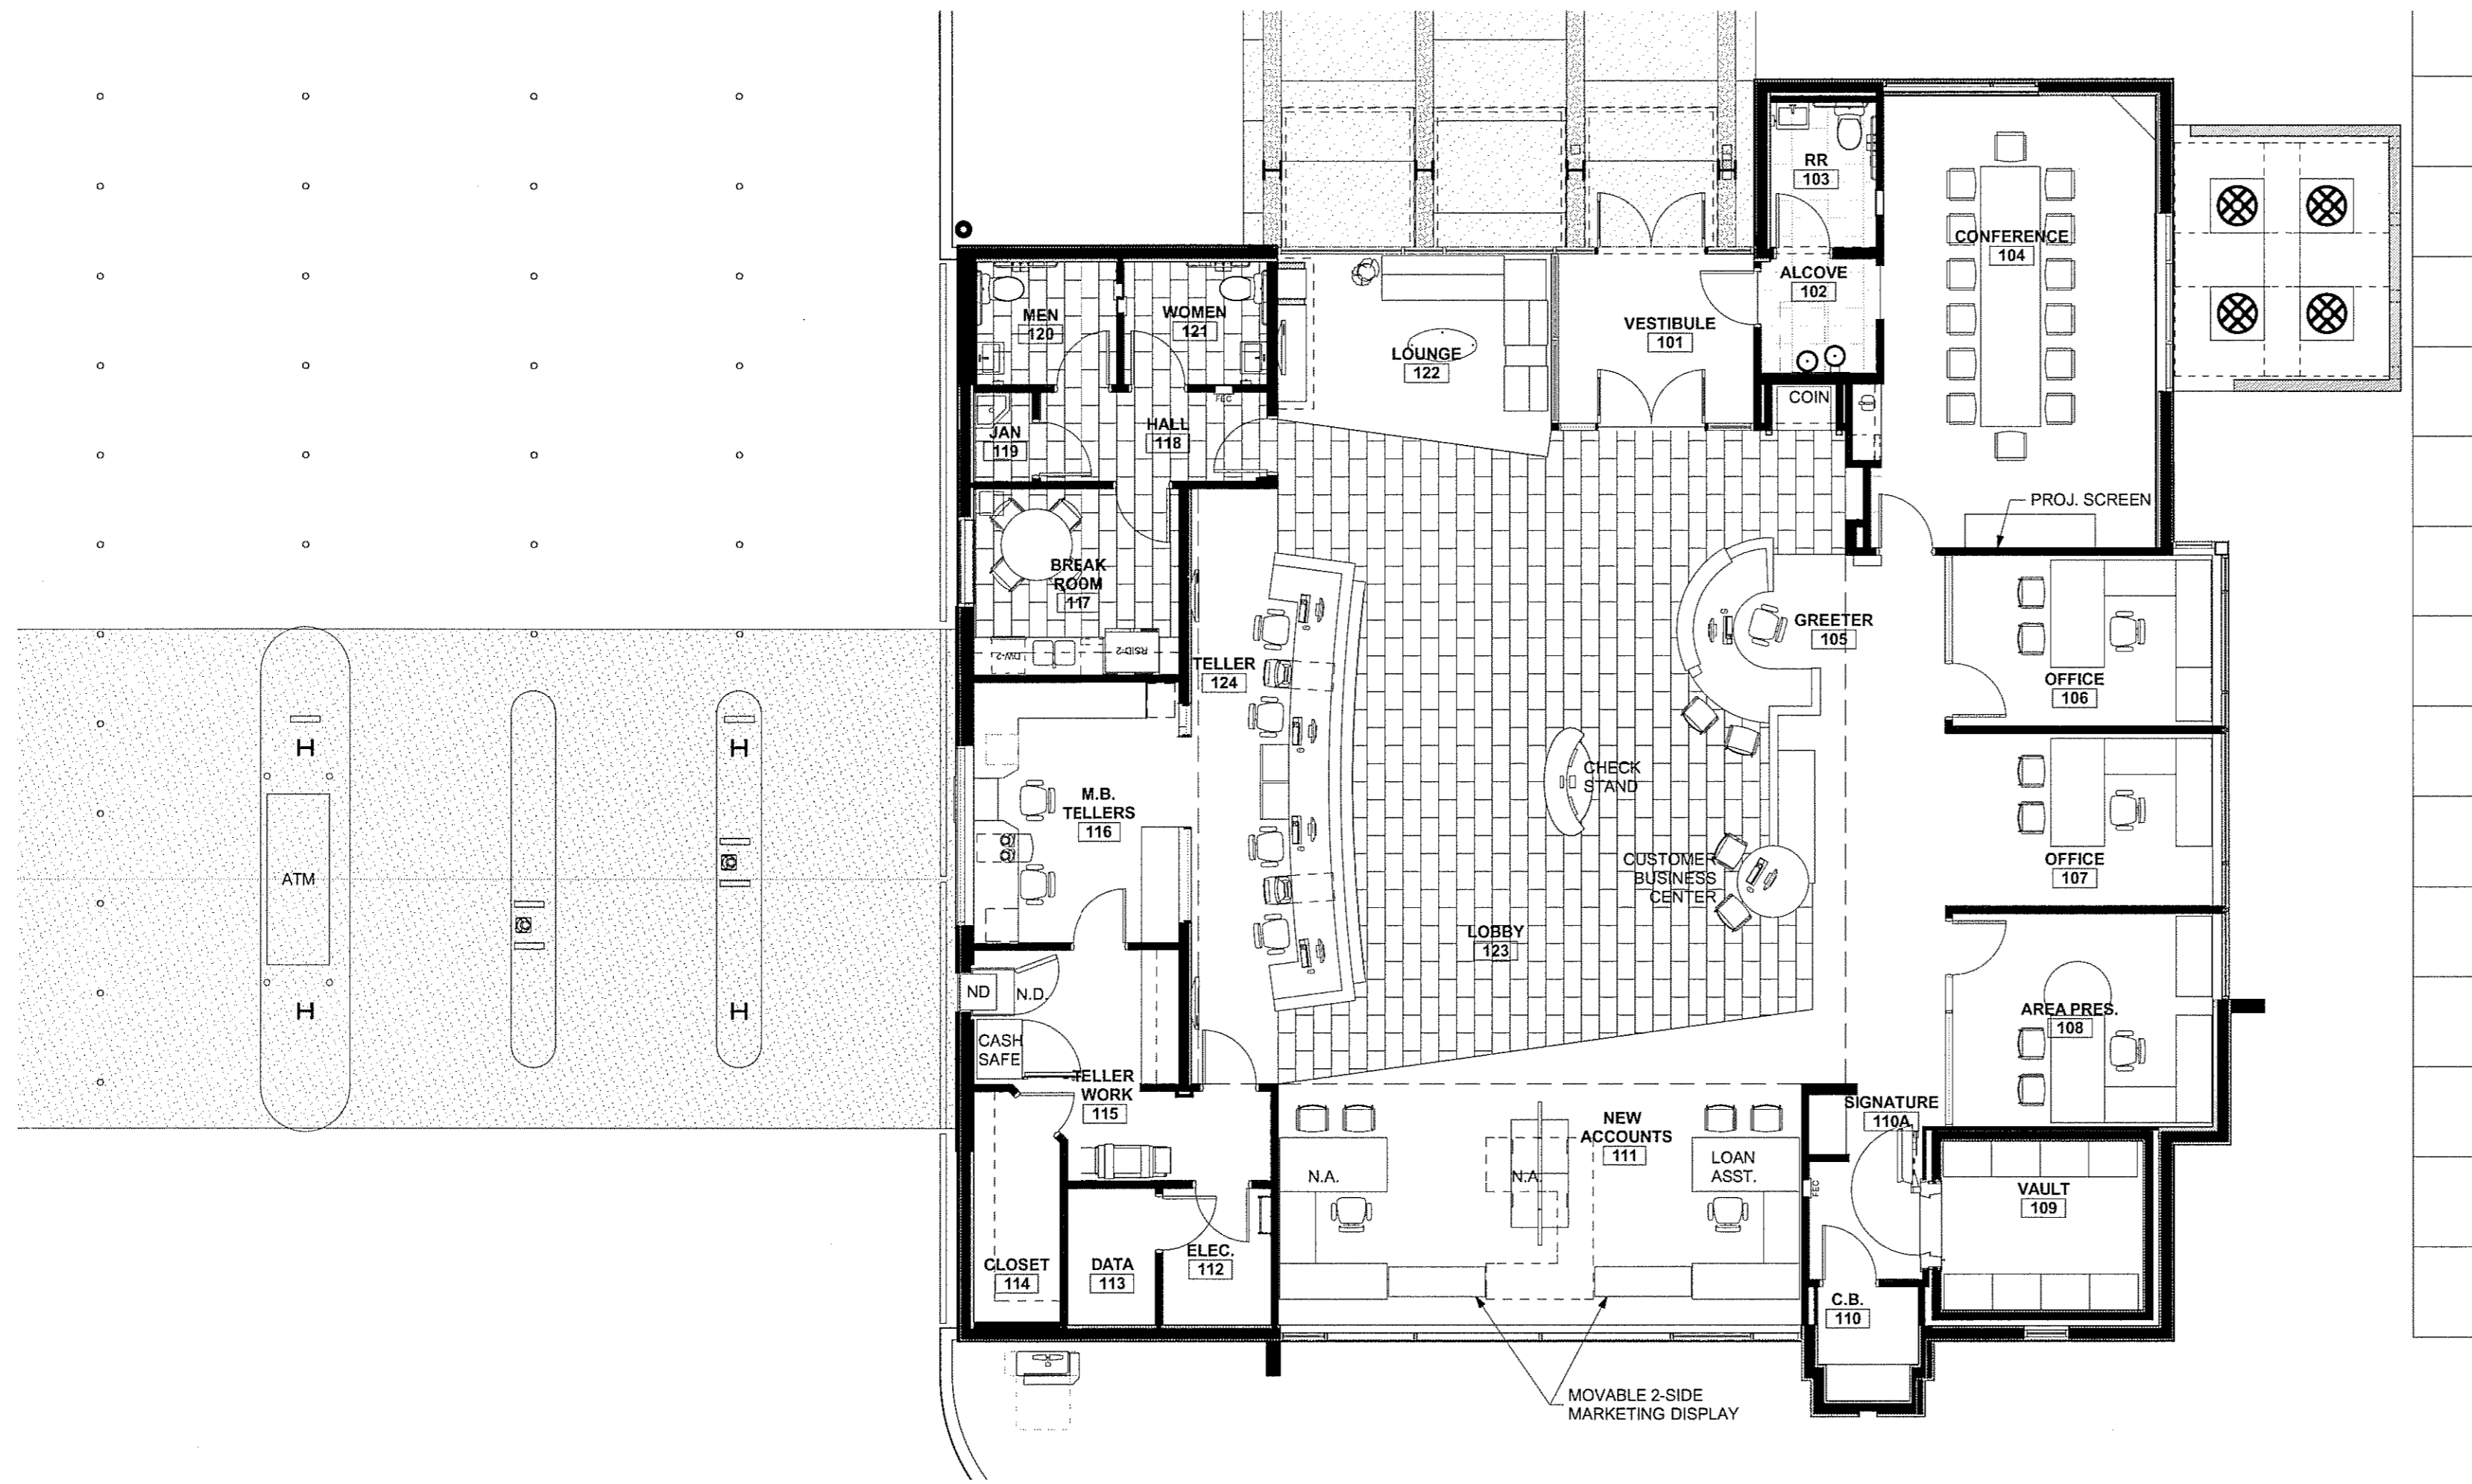 RR
103
CONFERENCE
104
ALCOVE
102
MEN
120
WOMEN
121
VESTIBULE
101
LOUNGE
122
COIN
FEC
HALL
118
JAN
119
PROJ. SCREEN
BREAK
ROOM
117
DW-2
GREETER
105
TELLER
124
OFFICE
106
H
H
CHECK
STAND
M.B.
TELLERS
116
ATM
CUSTOMER
BUSINESS
CENTER
OFFICE
107
LOBBY
123
ND
N.D.
H
H
AREA PRES.
108
CASH
SAFE
TELLER
WORK
115
SIGNATURE
110A
NEW
ACCOUNTS
111
N.A.
N.A.
LOAN
ASST.
FEC
VAULT
109
CLOSET
114
DATA
113
ELEC.
112
C.B.
110
MOVABLE 2-SIDE
MARKETING DISPLAY